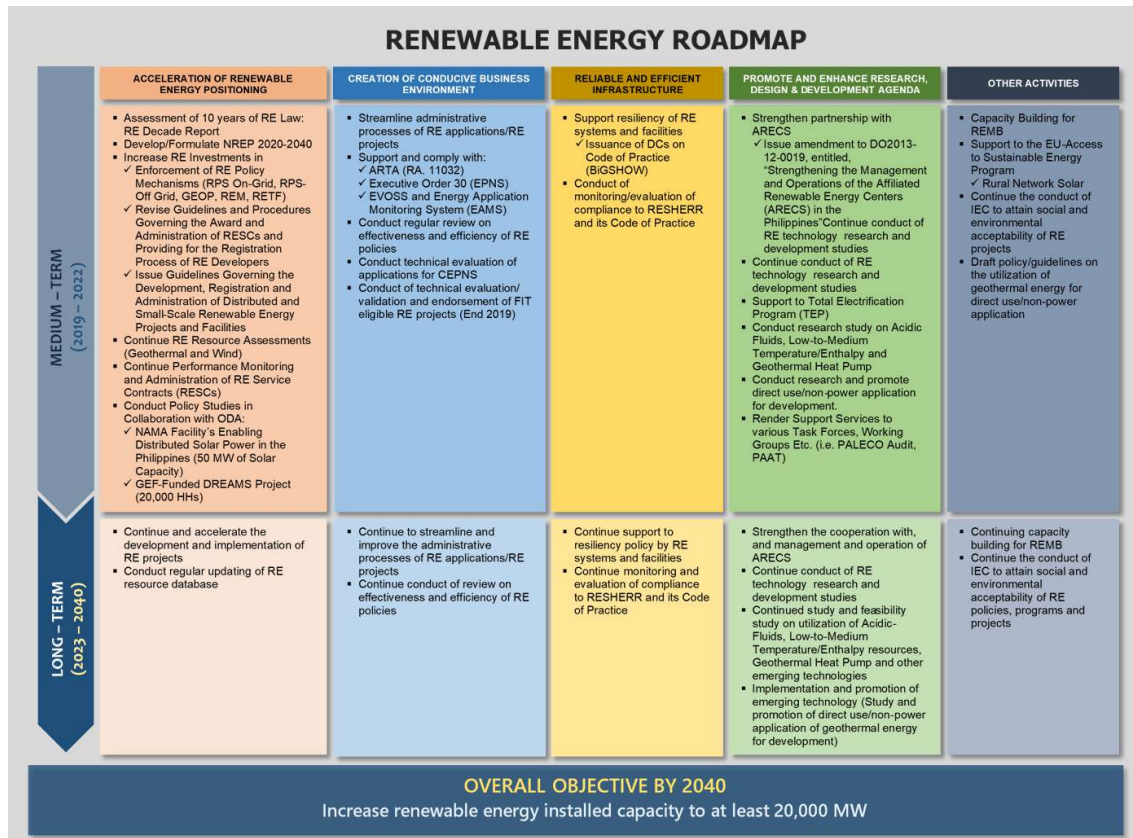 RENEWABLE ENERGY ROADMAP
ACCELERATION OF RENEWABLE
ENERGY POSITIONING
CREATION OF CONDUCIVE BUSINESS
ENVIRONMENT
RELIABLE AND EFFICIENT
INFRASTRUCTURE
PROMOTE AND ENHANCE RESEARCH,
DESIGN & DEVELOPMENT AGENDA
OTHER ACTIVITIES
MEDIUM – TERM
(2019 – 2022)
▪ Assessment of 10 years of RE Law:
RE Decade Report
▪ Develop/Formulate NREP 2020-2040
▪ Increase RE Investments in
✓ Enforcement of RE Policy
Mechanisms (RPS On-Grid, RPS-
Off Grid, GEOP, REM, RETF)
✓ Revise Guidelines and Procedures
Governing the Award and
Administration of RESCs and
Providing for the Registration
Process of RE Developers
✓ Issue Guidelines Governing the
Development, Registration and
Administration of Distributed and
Small-Scale Renewable Energy
Projects and Facilities
▪ Continue RE Resource Assessments
(Geothermal and Wind)
▪ Continue Performance Monitoring
and Administration of RE Service
Contracts (RESCs)
▪ Conduct Policy Studies in
Collaboration with ODA:
✓ NAMA Facility's Enabling
Distributed Solar Power in the
Philippines (50 MW of Solar
Capacity)
✓ GEF-Funded DREAMS Project
(20,000 HHs)
▪ Streamline administrative
processes of RE applications/RE
projects
▪ Support and comply with:
✓ ARTA (RA. 11032)
✓ Executive Order 30 (EPNS)
✓ EVOSS and Energy Application
Monitoring System (EAMS)
▪ Conduct regular review on
effectiveness and efficiency of RE
policies
▪ Conduct technical evaluation of
applications for CEPNS
▪ Conduct of technical evaluation/
validation and endorsement of FIT
eligible RE projects (End 2019)
▪ Support resiliency of RE
systems and facilities
✓ Issuance of DCs on
Code of Practice
(BiGSHOW)
▪ Conduct of
monitoring/evaluation of
compliance to RESHERR
and its Code of Practice
▪ Strengthen partnership with
ARECS
✓ Issue amendment to DO2013-
12-0019, entitled,
"Strengthening the Management
and Operations of the Affiliated
Renewable Energy Centers
(ARECS) in the
Philippines"Continue conduct of
RE technology research and
development studies
▪ Continue conduct of RE
technology research and
development studies
▪ Support to Total Electrification
Program (TEP)
▪ Conduct research study on Acidic
Fluids, Low-to-Medium
Temperature/Enthalpy and
Geothermal Heat Pump
▪ Conduct research and promote
direct use/non-power application
for development.
▪ Render Support Services to
various Task Forces, Working
Groups Etc. (i.e. PALECO Audit,
PAAT)
▪ Capacity Building for
REMB
▪ Support to the EU-Access
to Sustainable Energy
Program
✓ Rural Network Solar
▪ Continue the conduct of
IEC to attain social and
environmental
acceptability of RE
projects
▪ Draft policy/guidelines on
the utilization of
geothermal energy for
direct use/non-power
application
LONG – TERM
(2023 – 2040)
▪ Continue and accelerate the
development and implementation of
RE projects
▪ Conduct regular updating of RE
resource database
▪ Continue to streamline and
improve the administrative
processes of RE applications/RE
projects
▪ Continue conduct of review on
effectiveness and efficiency of RE
policies
▪ Continue support to
resiliency policy by RE
systems and facilities
▪ Continue monitoring and
evaluation of compliance
to RESHERR and its Code
of Practice
▪ Strengthen the cooperation with,
and management and operation of
ARECS
▪ Continue conduct of RE
technology research and
development studies
▪ Continued study and feasibility
study on utilization of Acidic-
Fluids, Low-to-Medium
Temperature/Enthalpy resources,
Geothermal Heat Pump and other
emerging technologies
▪ Implementation and promotion of
emerging technology (Study and
promotion of direct use/non-power
application of geothermal energy
for development)
▪ Continuing capacity
building for REMB
▪ Continue the conduct of
IEC to attain social and
environmental
acceptability of RE
policies, programs and
projects
OVERALL OBJECTIVE BY 2040
Increase renewable energy installed capacity to at least 20,000 MW